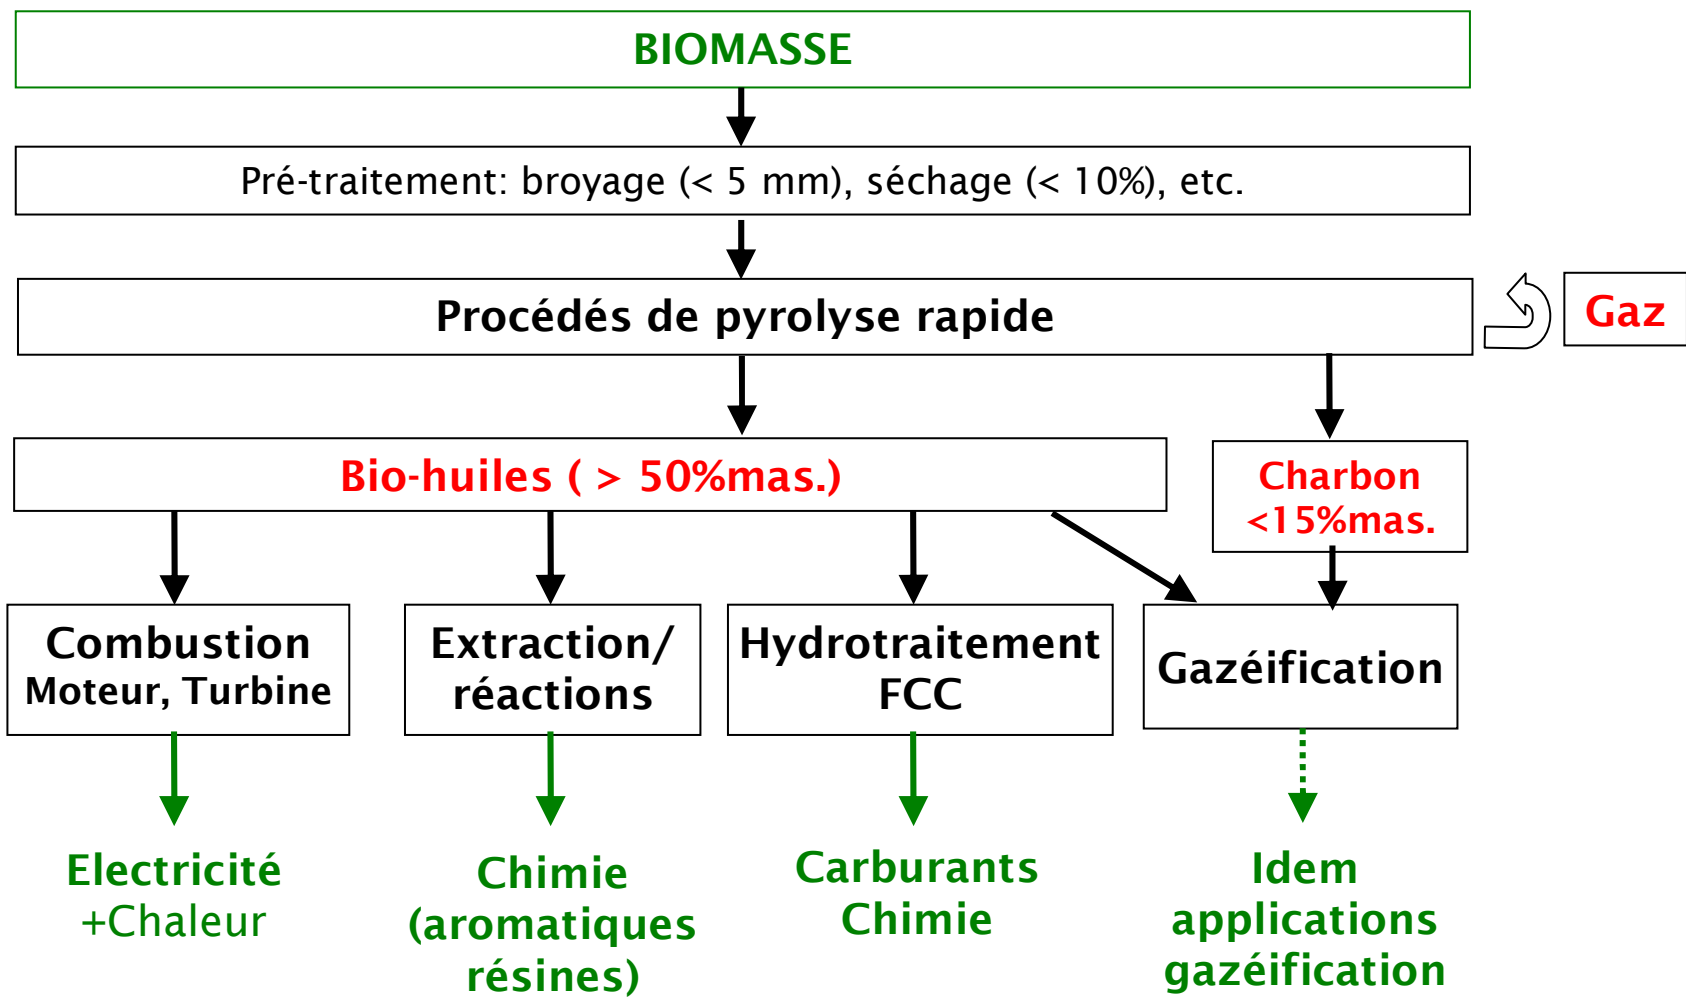 BIOMASSE
Pré-traitement: broyage (< 5 mm), séchage (< 10%), etc.
Procédés de pyrolyse rapide
Gaz
Bio-huiles ( > 50%mas.)
Charbon
<15%mas.
Combustion
Moteur, Turbine
Extraction/
réactions
Hydrotraitement
FCC
Gazéification
Electricité
+Chaleur
Chimie
(aromatiques
résines)
Carburants
Chimie
Idem
applications
gazéification